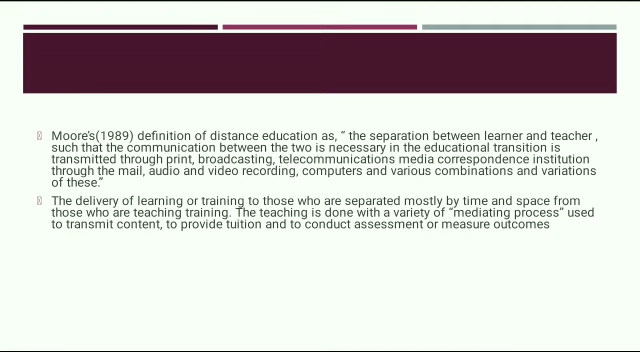 Moore's(1989) definition of distance education as, “ the separation between learner and teacher ,
such that the communication between the two is necessary in the educational transition is
transmitted through print, broadcasting, telecommunications media correspondence institution
through the mail, audio and video recording, computers and various combinations and variations
of these.”
The delivery of learning or training to those who are separated mostly by time and space from
those who are teaching training. The teaching is done with a variety of “mediating process” used
to transmit content, to provide tuition and to conduct assessment or measure outcomes